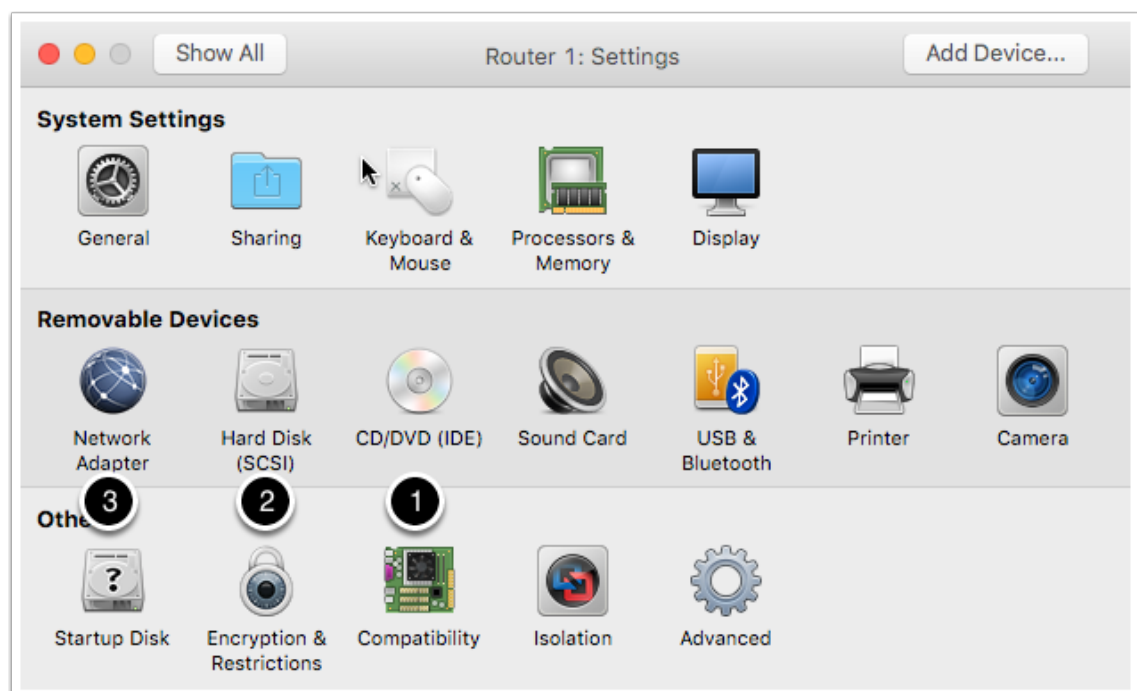 Show All
Router 1: Settings
Add Device...
System Settings
General
Sharing
Keyboard &
Mouse
Processors &
Memory
Display
Removable Devices
Network
Adapter
Hard Disk
(SCSI)
CD/DVD (IDE)
Sound Card
USB &
Bluetooth
Printer
Camera
3
2
1
Othe
?
Startup Disk
Encryption &
Restrictions
Compatibility
Isolation
Advanced